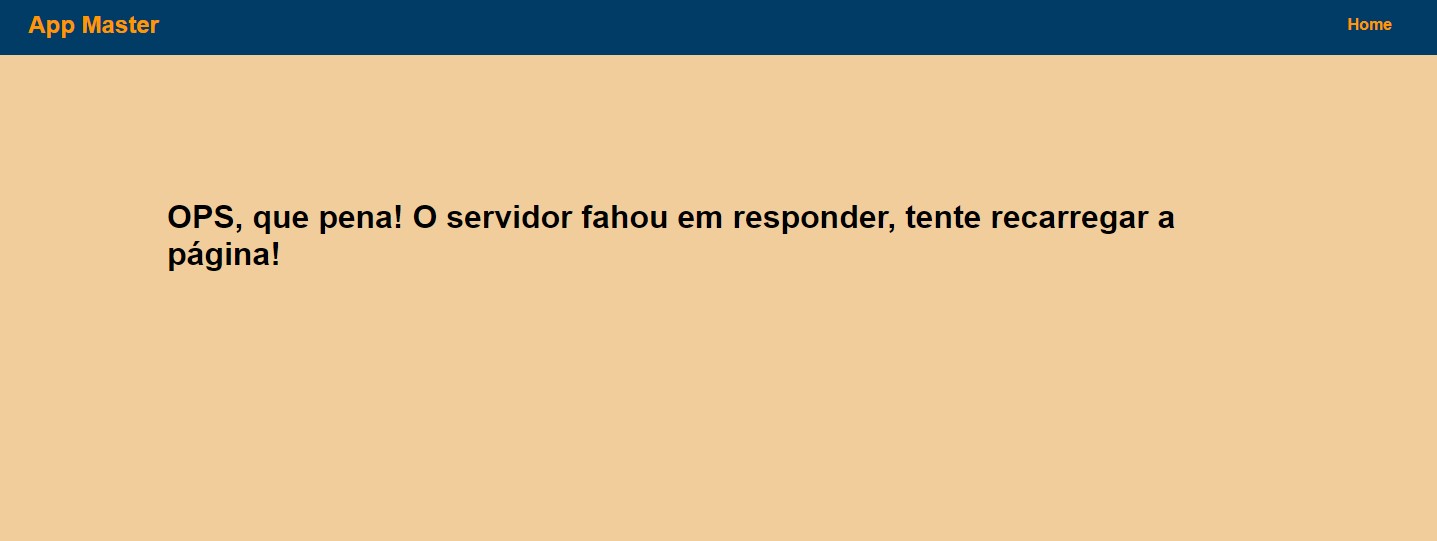 App Master
Home
OPS, que pena! O servidor fahou em responder, tente recarregar a
página!